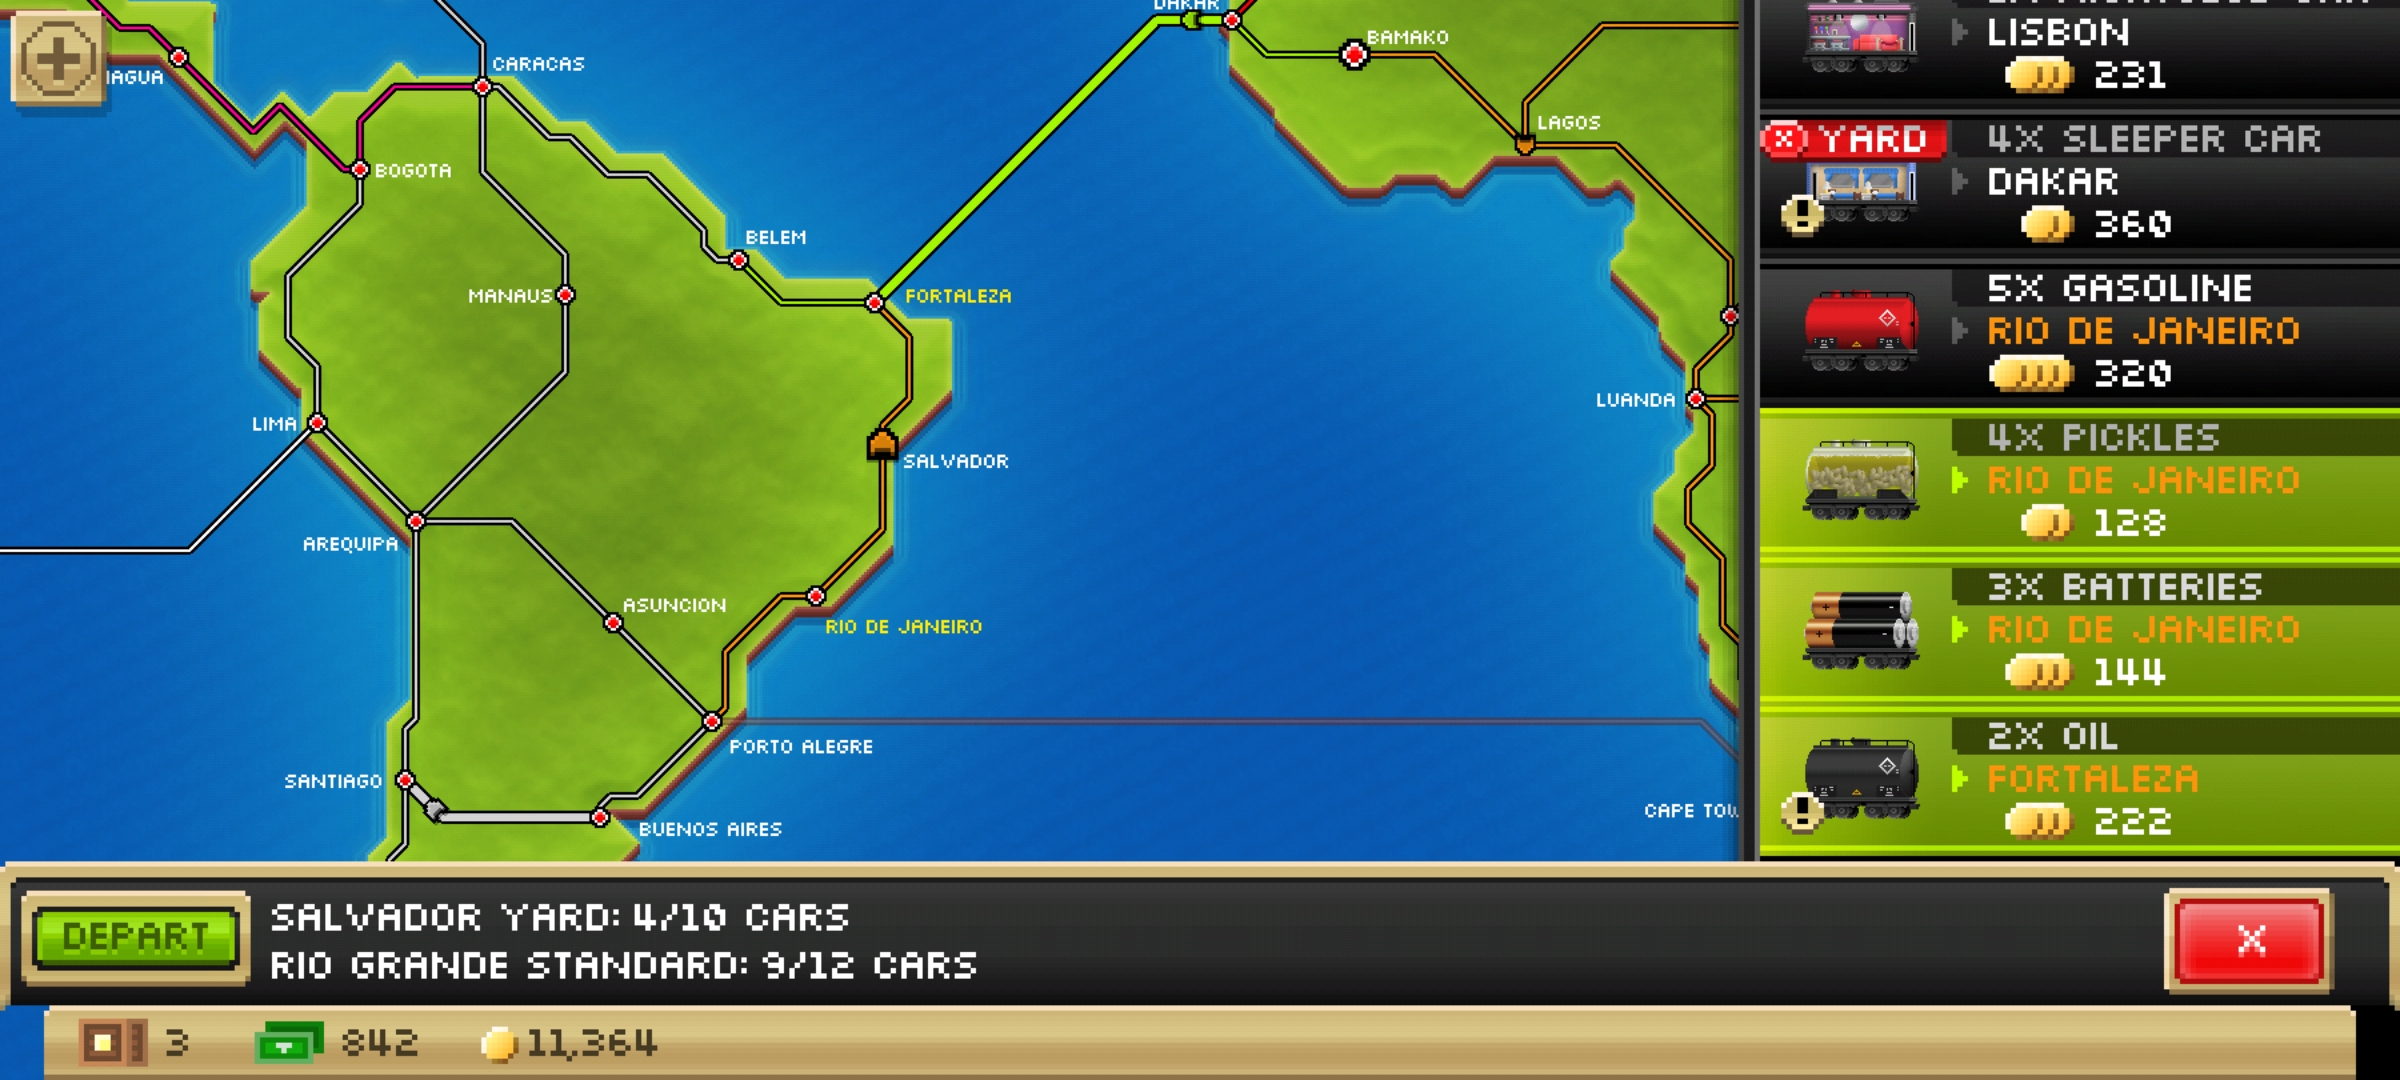 DAKAR
BAMAKO
CARACAS
IAGUA
LAGOS
BOGOTA
BELEM
MANAUS
FORTALEZA
LUANDA
LIMA
SALVADOR
AREQUIPA
ASUNCION
RIO DE JANEIRO
PORTO ALEGRE
SANTIAGO
CAPE TOW
BUENOS AIRES
LISBON
231
YARD
4X SLEEPER CAR
DAKAR
360
5X GASOLINE
RIO DE JANEIRO
320
4X PICKLES
RIO DE JANEIRO
128
3X BATTERIES
RIO DE JANEIRO
144
2X OIL
FORTALEZA
222
DEPART
SALVADOR YARD: 4/10 CARS
RIO GRANDE STANDARD: 9/12 CARS
X
3
842
11,364